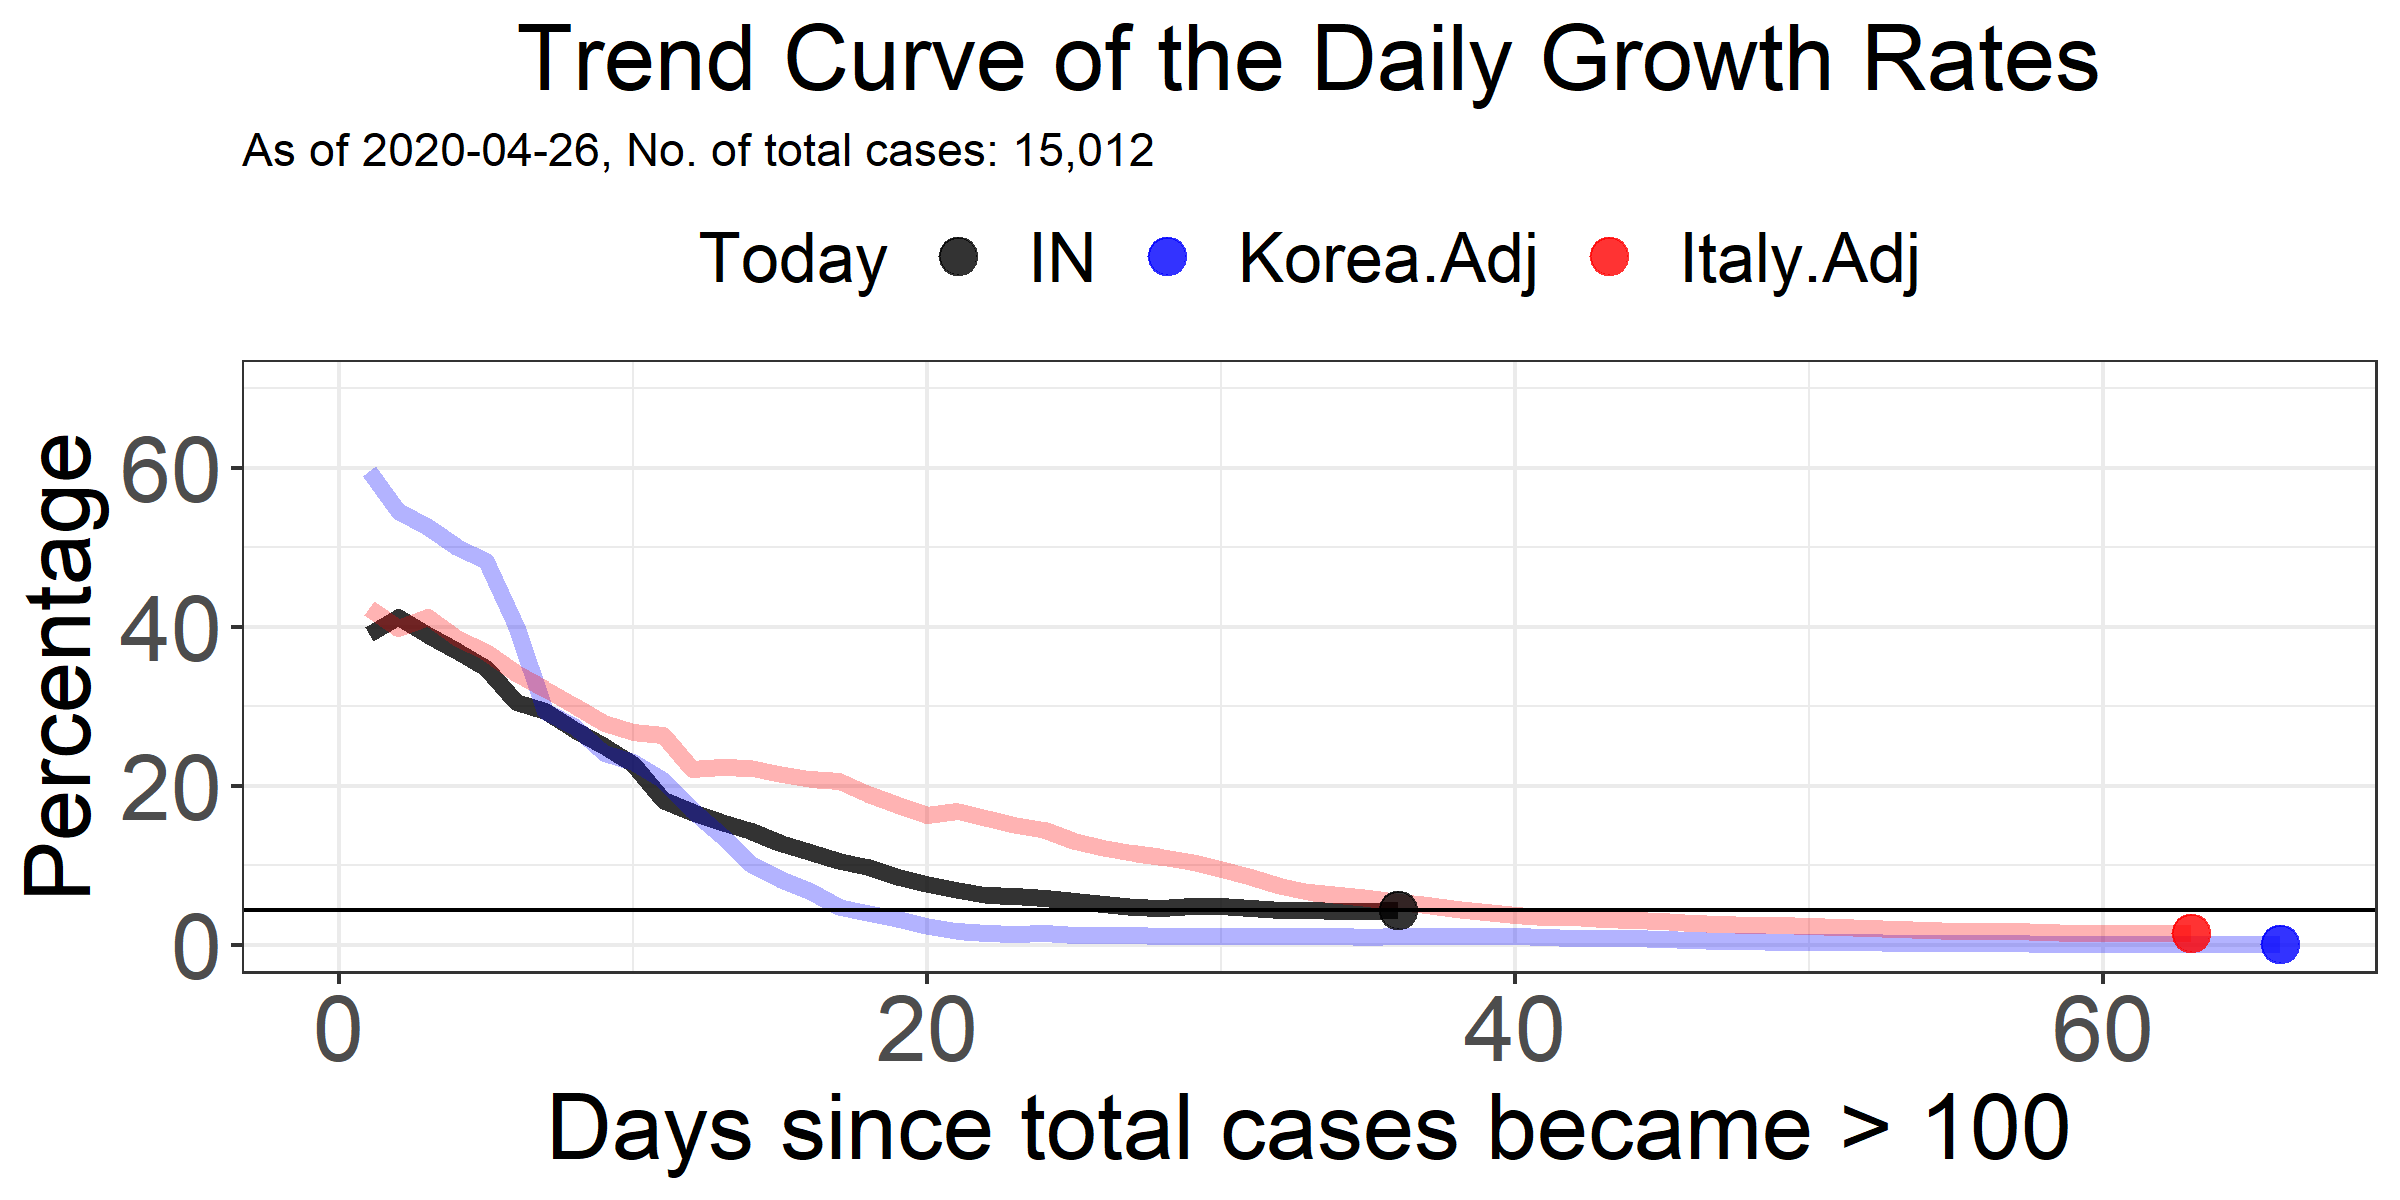 Trend Curve of the Daily Growth Rates
As of 2020-04-26, No. of total cases: 15,012
Today IN Korea.Adj Italy.Adj
Percentage
60
40
20
0
0 20 40 60
Days since total cases became > 100